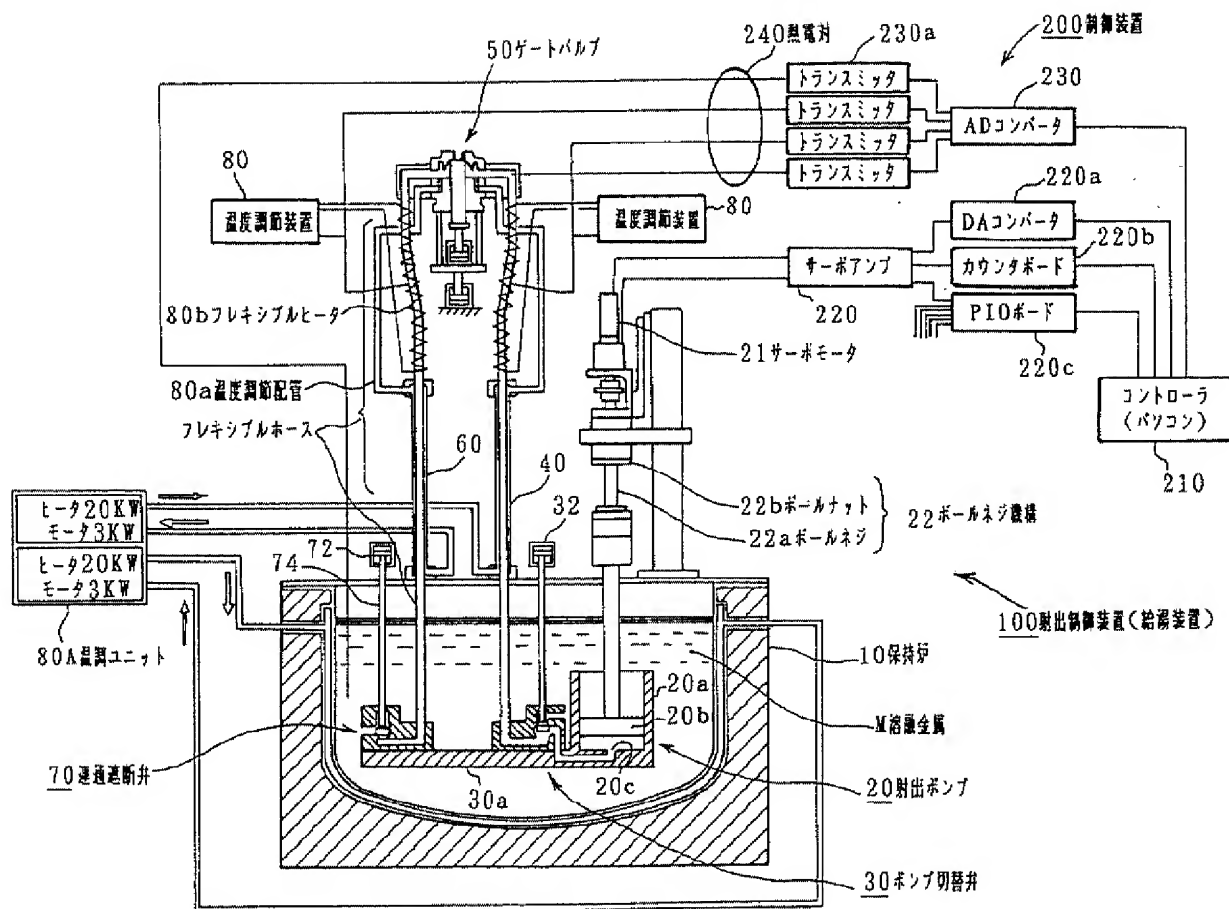 50ゲートバルブ
240熱電対
230a
200制御装置
トランスミッタ
トランスミッタ
トランスミッタ
トランスミッタ
230
ADコンバータ
80
温度調節装置
80
温度調節装置
220a
DAコンバータ
220b
カウンタボード
サーボアンプ
220
PIOボード
220c
80bフレキシブルヒータ
21サーボモータ
80a温度調節配管
フレキシブルホース
コントローラ
(パソコン)
210
60
40
22bボールナット
22aボールネジ
22ボールネジ機構
ヒータ20KW
モータ3KW
ヒータ20KW
モータ3KW
80A温調ユニット
72
74
32
100射出制御装置(給湯装置)
10保持炉
20a
20b
M溶融金属
70連通遮断弁
30a
20c
20射出ポンプ
30ポンプ切替弁